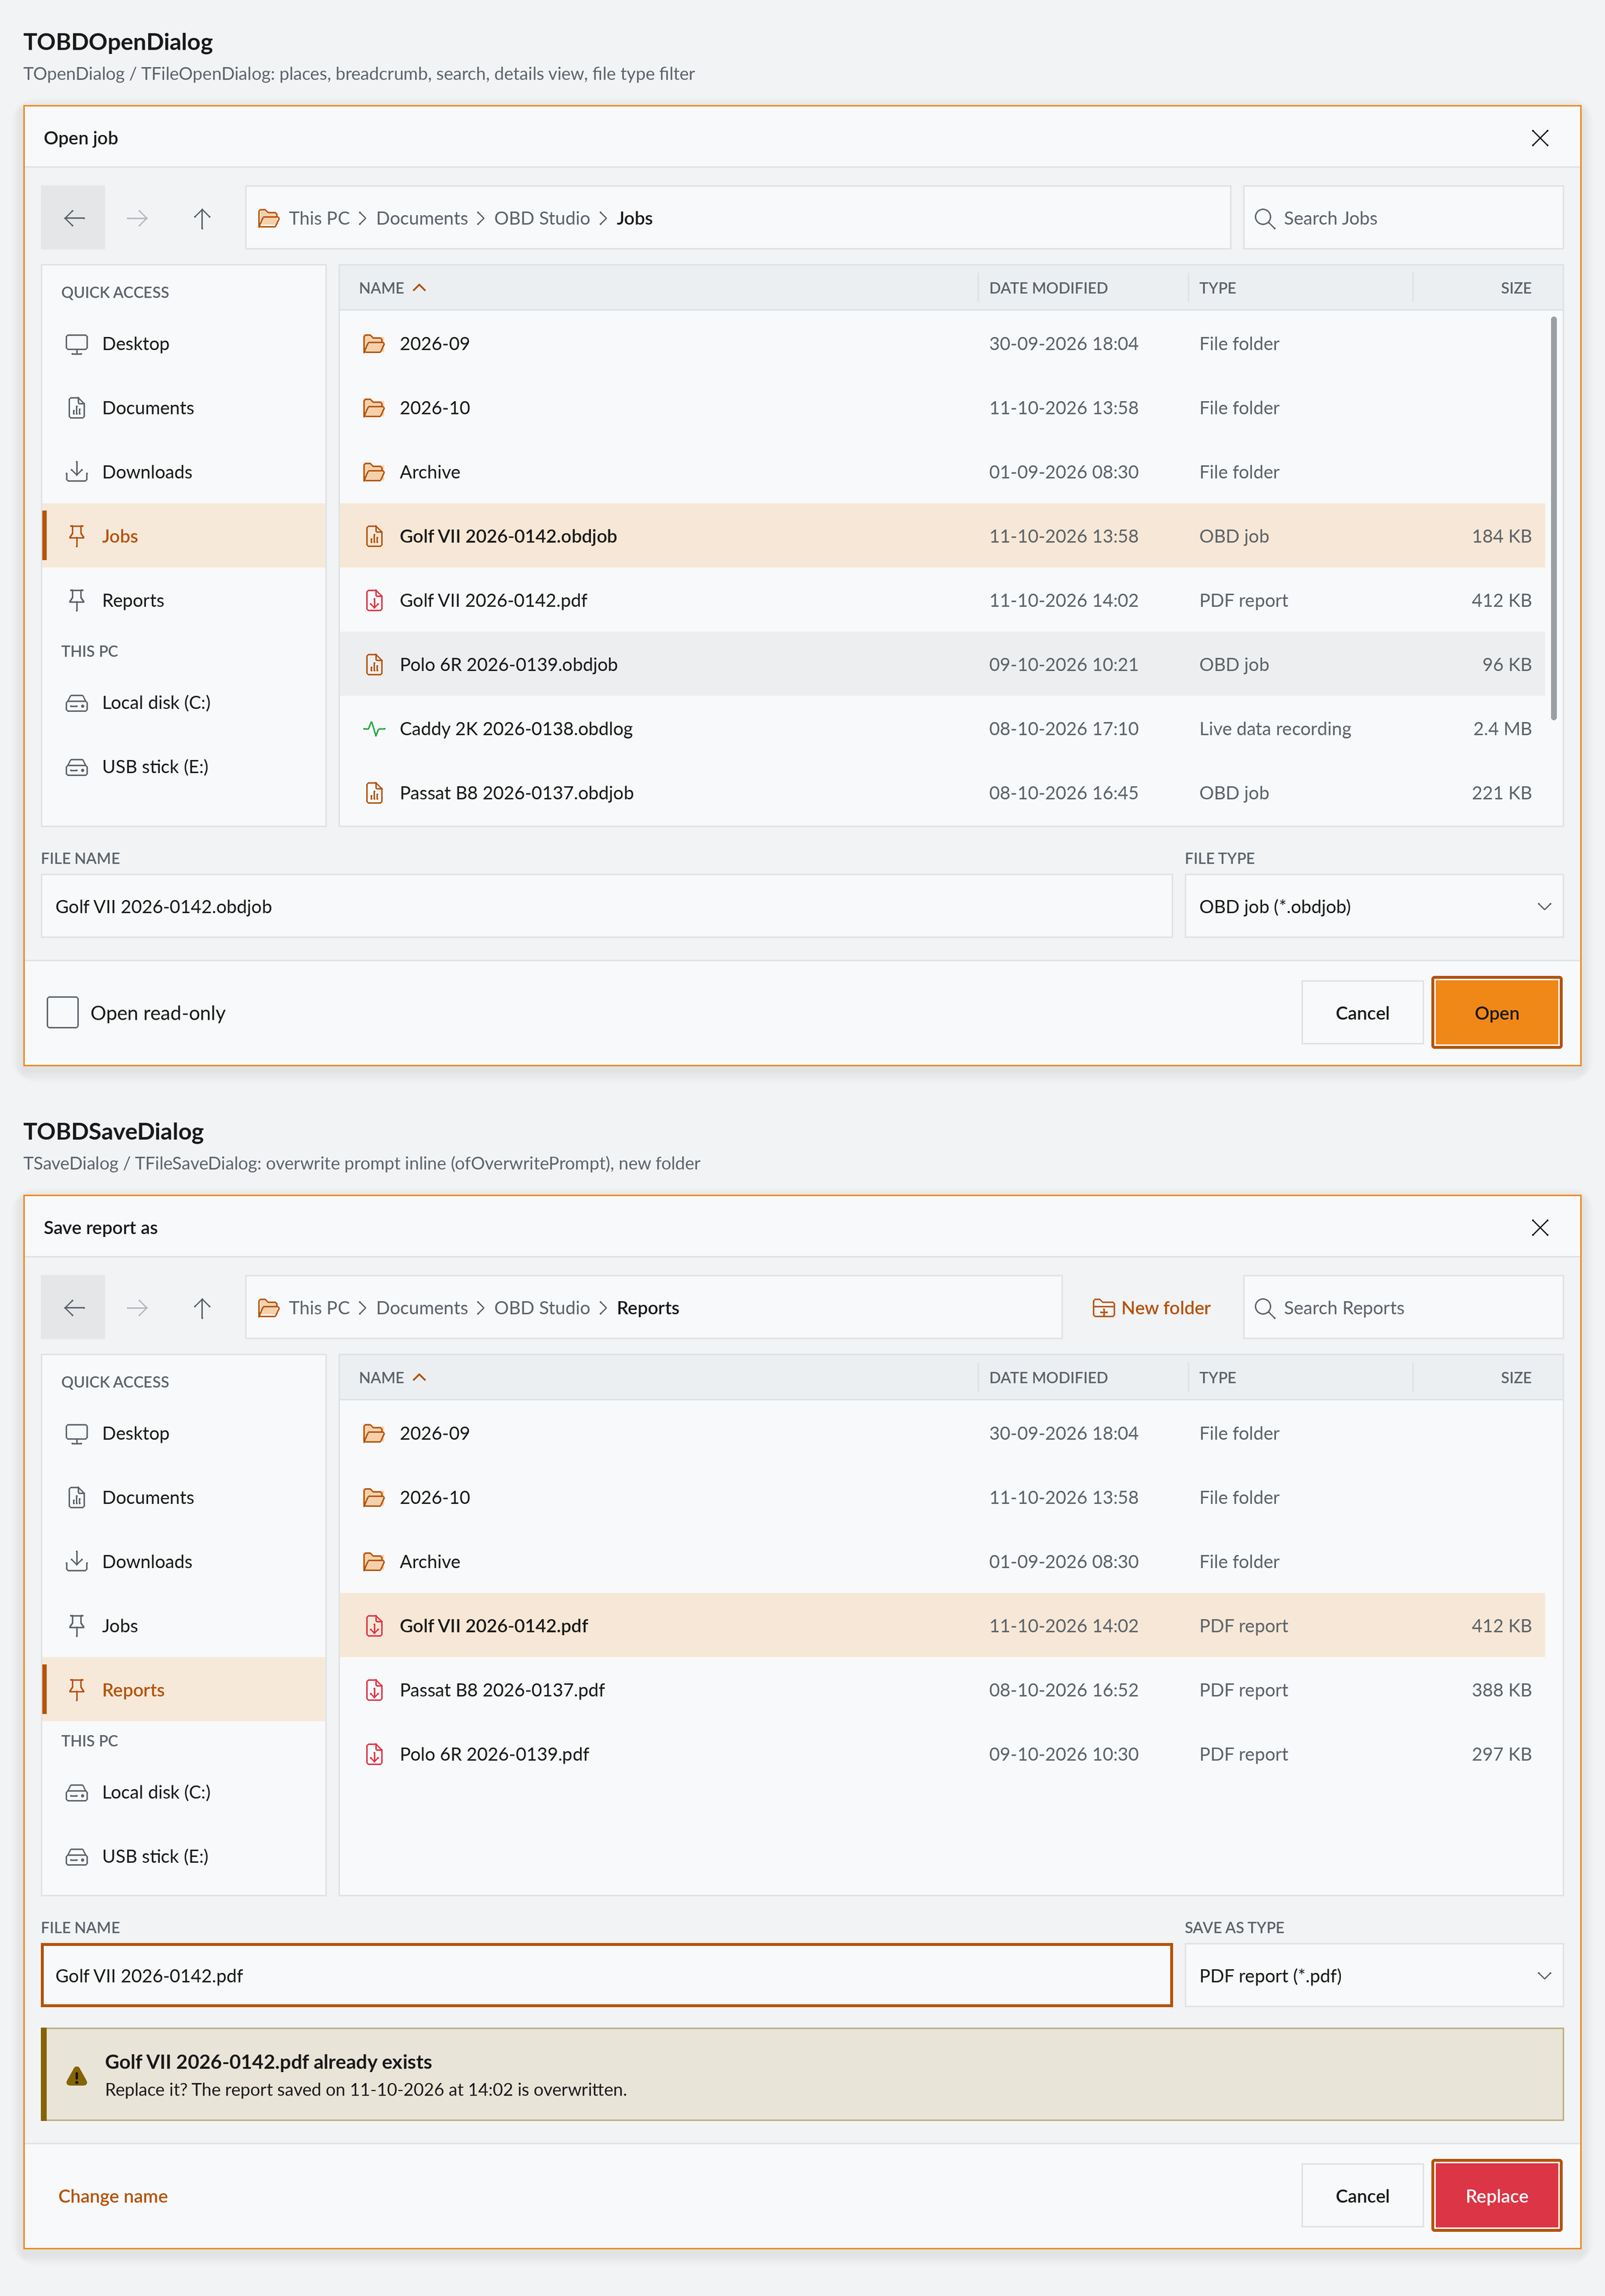 TOBDOpenDialog
TOpenDialog / TFileOpenDialog: places, breadcrumb, search, details view, file type filter
Open job
This PC > Documents > OBD Studio > Jobs
Search Jobs
QUICK ACCESS
Desktop
Documents
Downloads
Jobs
Reports
THIS PC
Local disk (C:)
USB stick (E:)
NAME DATE MODIFIED TYPE SIZE
2026-09 30-09-2026 18:04 File folder
2026-10 11-10-2026 13:58 File folder
Archive 01-09-2026 08:30 File folder
Golf VII 2026-0142.obdjob 11-10-2026 13:58 OBD job 184 KB
Golf VII 2026-0142.pdf 11-10-2026 14:02 PDF report 412 KB
Polo 6R 2026-0139.obdjob 09-10-2026 10:21 OBD job 96 KB
Caddy 2K 2026-0138.obdlog 08-10-2026 17:10 Live data recording 2.4 MB
Passat B8 2026-0137.obdjob 08-10-2026 16:45 OBD job 221 KB
FILE NAME
Golf VII 2026-0142.obdjob
FILE TYPE
OBD job (*.obdjob)
Open read-only
Cancel
Open
TOBDSaveDialog
TSaveDialog / TFileSaveDialog: overwrite prompt inline (ofOverwritePrompt), new folder
Save report as
This PC > Documents > OBD Studio > Reports
New folder
Search Reports
QUICK ACCESS
Desktop
Documents
Downloads
Jobs
Reports
THIS PC
Local disk (C:)
USB stick (E:)
NAME DATE MODIFIED TYPE SIZE
2026-09 30-09-2026 18:04 File folder
2026-10 11-10-2026 13:58 File folder
Archive 01-09-2026 08:30 File folder
Golf VII 2026-0142.pdf 11-10-2026 14:02 PDF report 412 KB
Passat B8 2026-0137.pdf 08-10-2026 16:52 PDF report 388 KB
Polo 6R 2026-0139.pdf 09-10-2026 10:30 PDF report 297 KB
FILE NAME
Golf VII 2026-0142.pdf
SAVE AS TYPE
PDF report (*.pdf)
Golf VII 2026-0142.pdf already exists
Replace it? The report saved on 11-10-2026 at 14:02 is overwritten.
Change name
Cancel
Replace